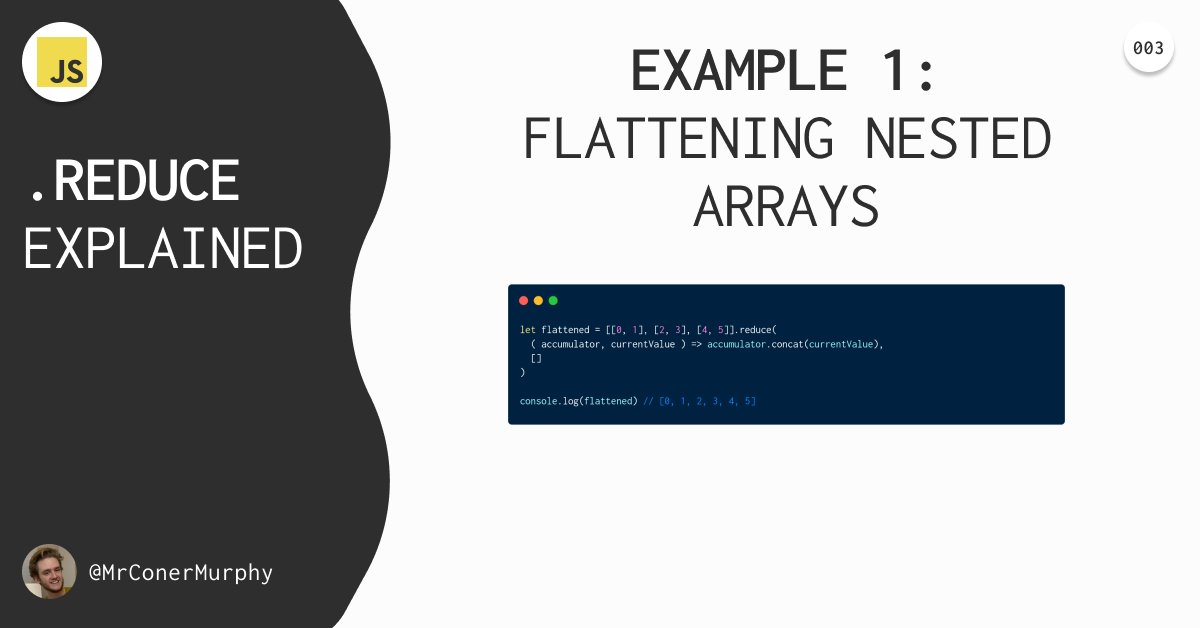 JS
.REDUCE
EXPLAINED
@MrConerMurphy
EXAMPLE 1:
FLATTENING NESTED
ARRAYS
003
let flattened = [[0, 1], [2, 3], [4, 5]].reduce(
  ( accumulator, currentValue ) => accumulator.concat(currentValue),
  []
)
console.log(flattened) // [0, 1, 2, 3, 4, 5]